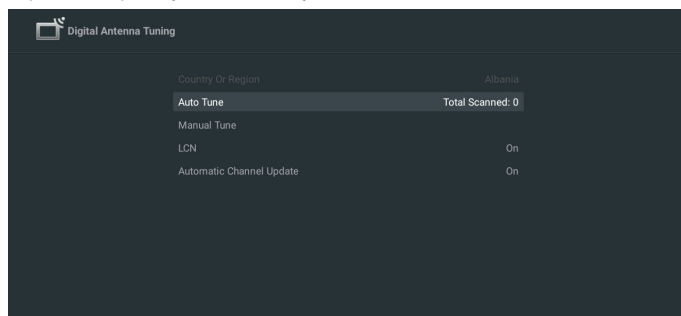 Digital Antenna Tuning
Country Or Region Albania
Auto Tune Total Scanned: 0
Manual Tune
LCN On
Automatic Channel Update On